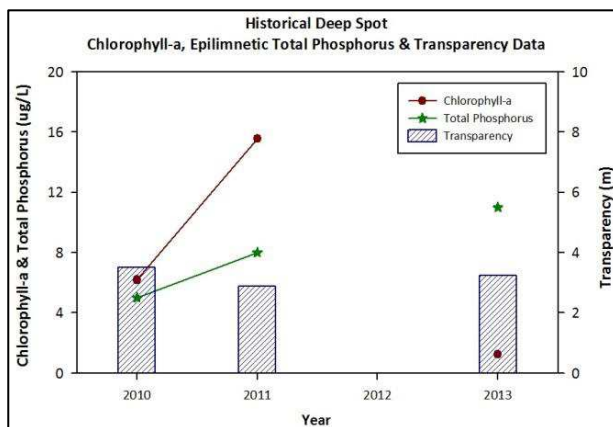 Historical Deep Spot
Chlorophyll-a, Epilimnetic Total Phosphorus & Transparency Data
Chlorophyll-a & Total Phosphorus (ug/L)
20
16
12
8
4
0
Chlorophyll-a
Total Phosphorus
Transparency
10
8
6
4
2
0
Transparency (m)
2010 2011 2012 2013
Year